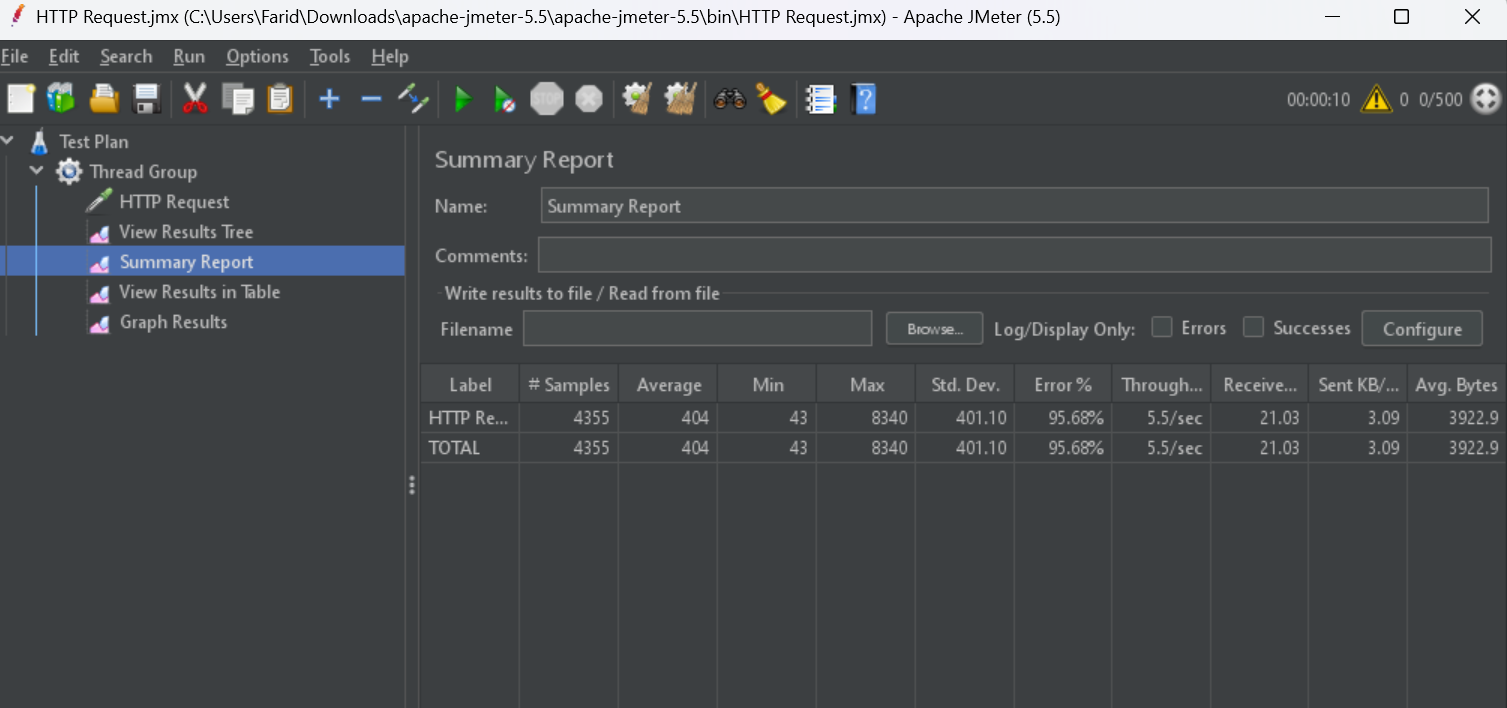 HTTP Request.jmx (C:\Users\Farid\Downloads\apache-jmeter-5.5\apache-jmeter-5.5\bin\HTTP Request.jmx) - Apache JMeter (5.5)
File Edit Search Run Options Tools Help
STOP ? 00:00:10 0 0/500
Test Plan
Thread Group
HTTP Request
View Results Tree
Summary Report
View Results in Table
Graph Results
Summary Report
Name: Summary Report
Comments:
Write results to file / Read from file
Filename Browse... Log/Display Only: Errors Successes Configure
Label # Samples Average Min Max Std. Dev. Error % Through... Receive... Sent KB/... Avg. Bytes
HTTP Re... 4355 404 43 8340 401.10 95.68% 5.5/sec 21.03 3.09 3922.9
TOTAL 4355 404 43 8340 401.10 95.68% 5.5/sec 21.03 3.09 3922.9